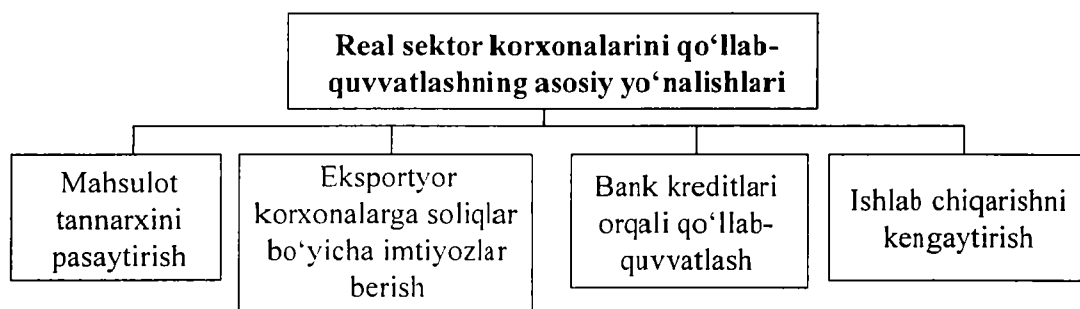 Real sektor korxonalarini qo‘llab-
quvvatlashning asosiy yo‘nalishlari
Mahsulot
tannarxini
pasaytirish
Eksportyor
korxonalarga soliqlar
bo‘yicha imtiyozlar
berish
Bank kreditlari
orqali qo‘llab-
quvvatlash
Ishlab chiqarishni
kengaytirish